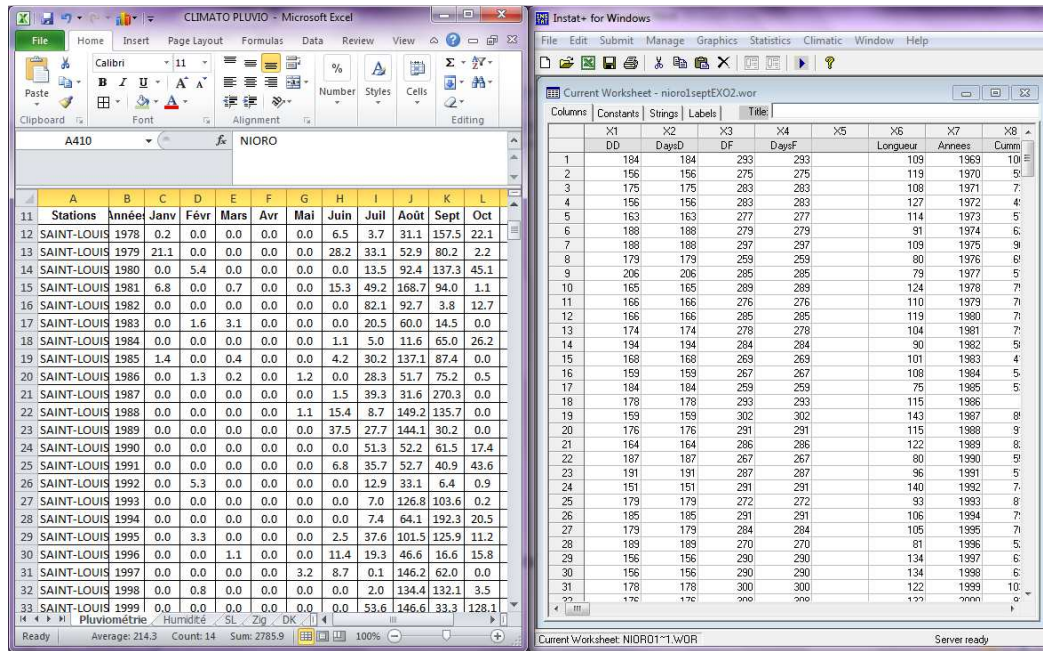 CLIMATO PLUVIO - Microsoft Excel
File Home Insert Page Layout Formulas Data Review View
Paste
Calibri 11
B I U
Number
Styles
Cells
Clipboard Font Alignment Editing
A410 fx NIORO
A B C D E F G H I J K L
11 Stations Années Janv Févr Mars Avr Mai Juin Juil Août Sept Oct
12 SAINT-LOUIS 1978 0.2 0.0 0.0 0.0 0.0 6.5 3.7 31.1 157.5 22.1
13 SAINT-LOUIS 1979 21.1 0.0 0.0 0.0 0.0 28.2 33.1 52.9 80.2 2.2
14 SAINT-LOUIS 1980 0.0 5.4 0.0 0.0 0.0 0.0 13.5 92.4 137.3 45.1
15 SAINT-LOUIS 1981 6.8 0.0 0.7 0.0 0.0 15.3 49.2 168.7 94.0 1.1
16 SAINT-LOUIS 1982 0.0 0.0 0.0 0.0 0.0 0.0 82.1 92.7 3.8 12.7
17 SAINT-LOUIS 1983 0.0 1.6 3.1 0.0 0.0 0.0 20.5 60.0 14.5 0.0
18 SAINT-LOUIS 1984 0.0 0.0 0.0 0.0 0.0 1.1 5.0 11.6 65.0 26.2
19 SAINT-LOUIS 1985 1.4 0.0 0.4 0.0 0.0 4.2 30.2 137.1 87.4 0.0
20 SAINT-LOUIS 1986 0.0 1.3 0.2 0.0 1.2 0.0 28.3 51.7 75.2 0.5
21 SAINT-LOUIS 1987 0.0 0.0 0.0 0.0 0.0 1.5 39.3 31.6 270.3 0.0
22 SAINT-LOUIS 1988 0.0 0.0 0.0 0.0 1.1 15.4 8.7 149.2 135.7 0.0
23 SAINT-LOUIS 1989 0.0 0.0 0.0 0.0 0.0 37.5 27.7 144.1 30.2 0.0
24 SAINT-LOUIS 1990 0.0 0.0 0.0 0.0 0.0 0.0 51.3 52.2 61.5 17.4
25 SAINT-LOUIS 1991 0.0 0.0 0.0 0.0 0.0 6.8 35.7 52.7 40.9 43.6
26 SAINT-LOUIS 1992 0.0 5.3 0.0 0.0 0.0 0.0 12.9 33.1 6.4 0.9
27 SAINT-LOUIS 1993 0.0 0.0 0.0 0.0 0.0 0.0 7.0 126.8 103.6 0.2
28 SAINT-LOUIS 1994 0.0 0.0 0.0 0.0 0.0 0.0 7.4 64.1 192.3 20.5
29 SAINT-LOUIS 1995 0.0 3.3 0.0 0.0 0.0 2.5 37.6 101.5 125.9 11.2
30 SAINT-LOUIS 1996 0.0 0.0 1.1 0.0 0.0 11.4 19.3 46.6 16.6 15.8
31 SAINT-LOUIS 1997 0.0 0.0 0.0 0.0 3.2 8.7 0.1 146.2 62.0 0.0
32 SAINT-LOUIS 1998 0.0 0.8 0.0 0.0 0.0 0.0 2.0 134.4 132.1 3.5
33 SAINT-LOUIS 1999 0.0 0.0 0.0 0.0 0.0 0.0 53.6 146.6 33.3 128.1
Pluviométrie Humidité SL Zig DK
Ready Average: 214.3 Count: 14 Sum: 2785.9 100%
Instat+ for Windows
File Edit Submit Manage Graphics Statistics Climatic Window Help
Current Worksheet - nioro1septEXO2.wor
Columns Constants Strings Labels Title:
X1 X2 X3 X4 X5 X6 X7 X8
DD DaysD DF DaysF Longueur Annees Cumm
1 184 184 293 293 109 1969
2 156 156 275 275 119 1970
3 175 175 283 283 108 1971
4 156 156 283 283 127 1972
5 163 163 277 277 114 1973
6 188 188 279 279 91 1974
7 188 188 297 297 109 1975
8 179 179 259 259 80 1976
9 206 206 285 285 79 1977
10 165 165 289 289 124 1978
11 166 166 276 276 110 1979
12 166 166 285 285 119 1980
13 174 174 278 278 104 1981
14 194 194 284 284 90 1982
15 168 168 269 269 101 1983
16 159 159 267 267 108 1984
17 184 184 259 259 75 1985
18 178 178 293 293 115 1986
19 159 159 302 302 143 1987
20 176 176 291 291 115 1988
21 164 164 286 286 122 1989
22 187 187 267 267 80 1990
23 191 191 287 287 96 1991
24 151 151 291 291 140 1992
25 179 179 272 272 93 1993
26 185 185 291 291 106 1994
27 179 179 284 284 105 1995
28 189 189 270 270 81 1996
29 156 156 290 290 134 1997
30 156 156 290 290 134 1998
31 178 178 300 300 122 1999
Current Worksheet: NIORO1~1.WOR Server ready